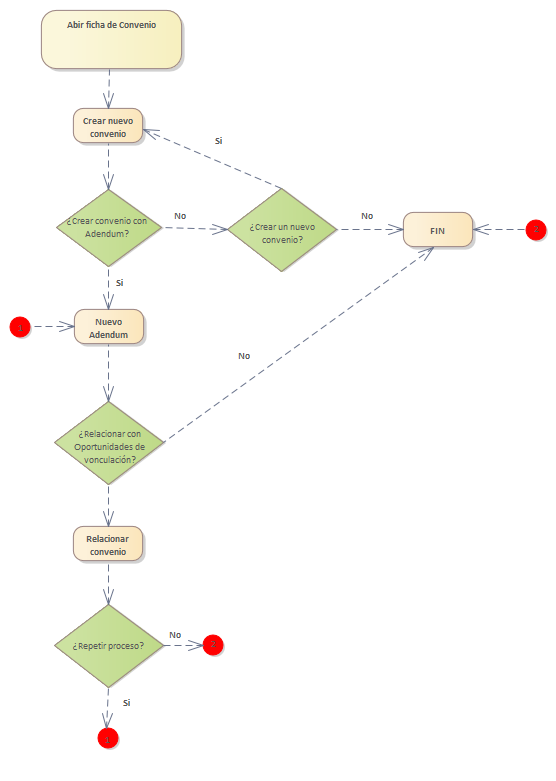 Abir ficha de Convenio
Crear nuevo
convenio
Si
¿Crear convenio con
Adendum?
No
¿Crear un nuevo
convenio?
No
FIN
Si
Nuevo
Adendum
No
¿Relacionar con
Oportunidades de
vonculación?
Relacionar
convenio
¿Repetir proceso?
No
Si